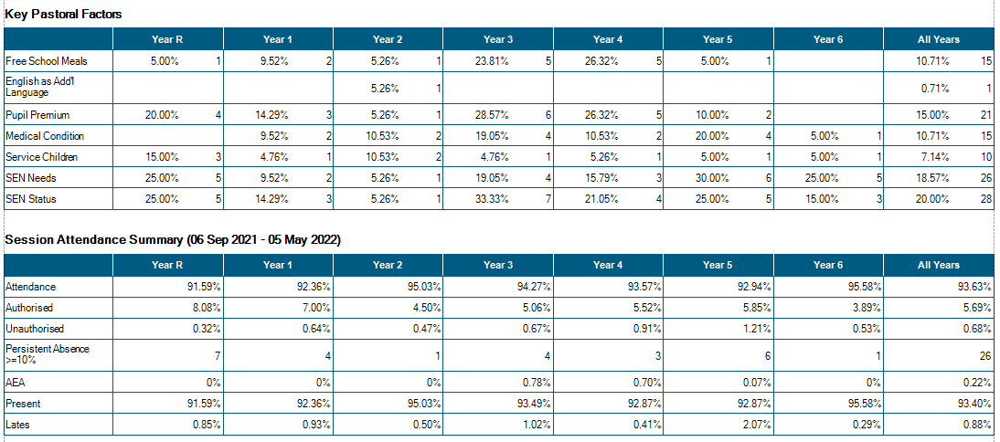 Key Pastoral Factors
Year R Year 1 Year 2 Year 3 Year 4 Year 5 Year 6 All Years
Free School Meals 5.00% 1 9.52% 2 5.26% 1 23.81% 5 26.32% 5 5.00% 1 10.71% 15
English as Add'l
Language 5.26% 1 0.71% 1
Pupil Premium 20.00% 4 14.29% 3 5.26% 1 28.57% 6 26.32% 5 10.00% 2 15.00% 21
Medical Condition 9.52% 2 10.53% 2 19.05% 4 10.53% 2 20.00% 4 5.00% 1 10.71% 15
Service Children 15.00% 3 4.76% 1 10.53% 2 4.76% 1 5.26% 1 5.00% 1 5.00% 1 7.14% 10
SEN Needs 25.00% 5 9.52% 2 5.26% 1 19.05% 4 15.79% 3 30.00% 6 25.00% 5 18.57% 26
SEN Status 25.00% 5 14.29% 3 5.26% 1 33.33% 7 21.05% 4 25.00% 5 15.00% 3 20.00% 28
Session Attendance Summary (06 Sep 2021 - 05 May 2022)
Year R Year 1 Year 2 Year 3 Year 4 Year 5 Year 6 All Years
Attendance 91.59% 92.36% 95.03% 94.27% 93.57% 92.94% 95.58% 93.63%
Authorised 8.08% 7.00% 4.50% 5.06% 5.52% 5.85% 3.89% 5.69%
Unauthorised 0.32% 0.64% 0.47% 0.67% 0.91% 1.21% 0.53% 0.68%
Persistent Absence
>=10% 7 4 1 4 3 6 1 26
AEA 0% 0% 0% 0.78% 0.70% 0.07% 0% 0.22%
Present 91.59% 92.36% 95.03% 93.49% 92.87% 92.87% 95.58% 93.40%
Lates 0.85% 0.93% 0.50% 1.02% 0.41% 2.07% 0.29% 0.88%